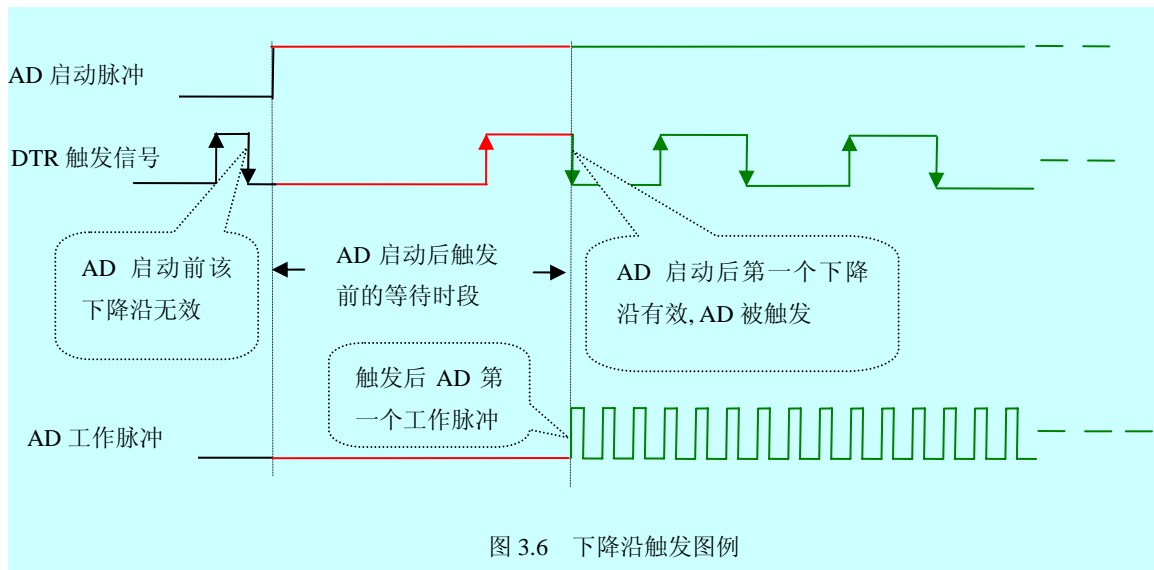 AD 启动脉冲
DTR 触发信号
AD 启动前该
下降沿无效
AD 启动后触发
前的等待时段
AD 启动后第一个下降
沿有效, AD 被触发
触发后 AD 第
一个工作脉冲
AD 工作脉冲
图 3.6 下降沿触发图例